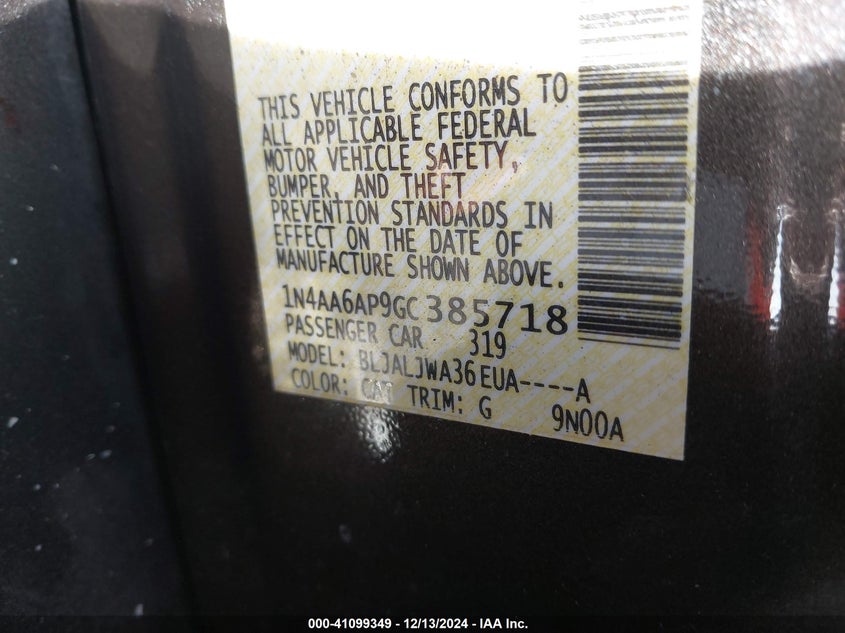 THIS VEHICLE CONFORMS TO
ALL APPLICABLE FEDERAL
MOTOR VEHICLE SAFETY,
BUMPER, AND THEFT
PREVENTION STANDARDS IN
EFFECT ON THE DATE OF
MANUFACTURE SHOWN ABOVE.
1N4AA6AP9GC385718
PASSENGER CAR 319
MODEL: BLJALJWA36EUA----A
COLOR: CAT TRIM: G 9N00A
000-41099349 - 12/13/2024 - IAA Inc.